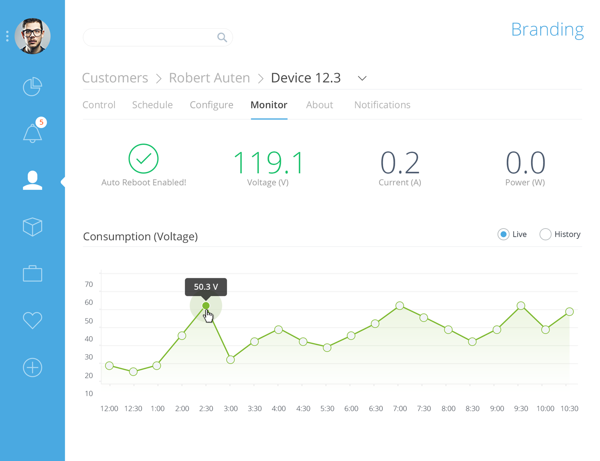 Branding
5
Customers > Robert Auten > Device 12.3
Control Schedule Configure Monitor About Notifications
119.1 0.2 0.0
Auto Reboot Enabled! Voltage (V) Current (A) Power (W)
Consumption (Voltage) Live History
70
60
50
40
30
20
10
50.3 V
12:00 12:30 1:00 2:00 2:30 3:00 3:30 4:00 4:30 5:30 6:00 6:30 7:00 7:30 8:00 8:30 9:00 9:30 10:00 10:30